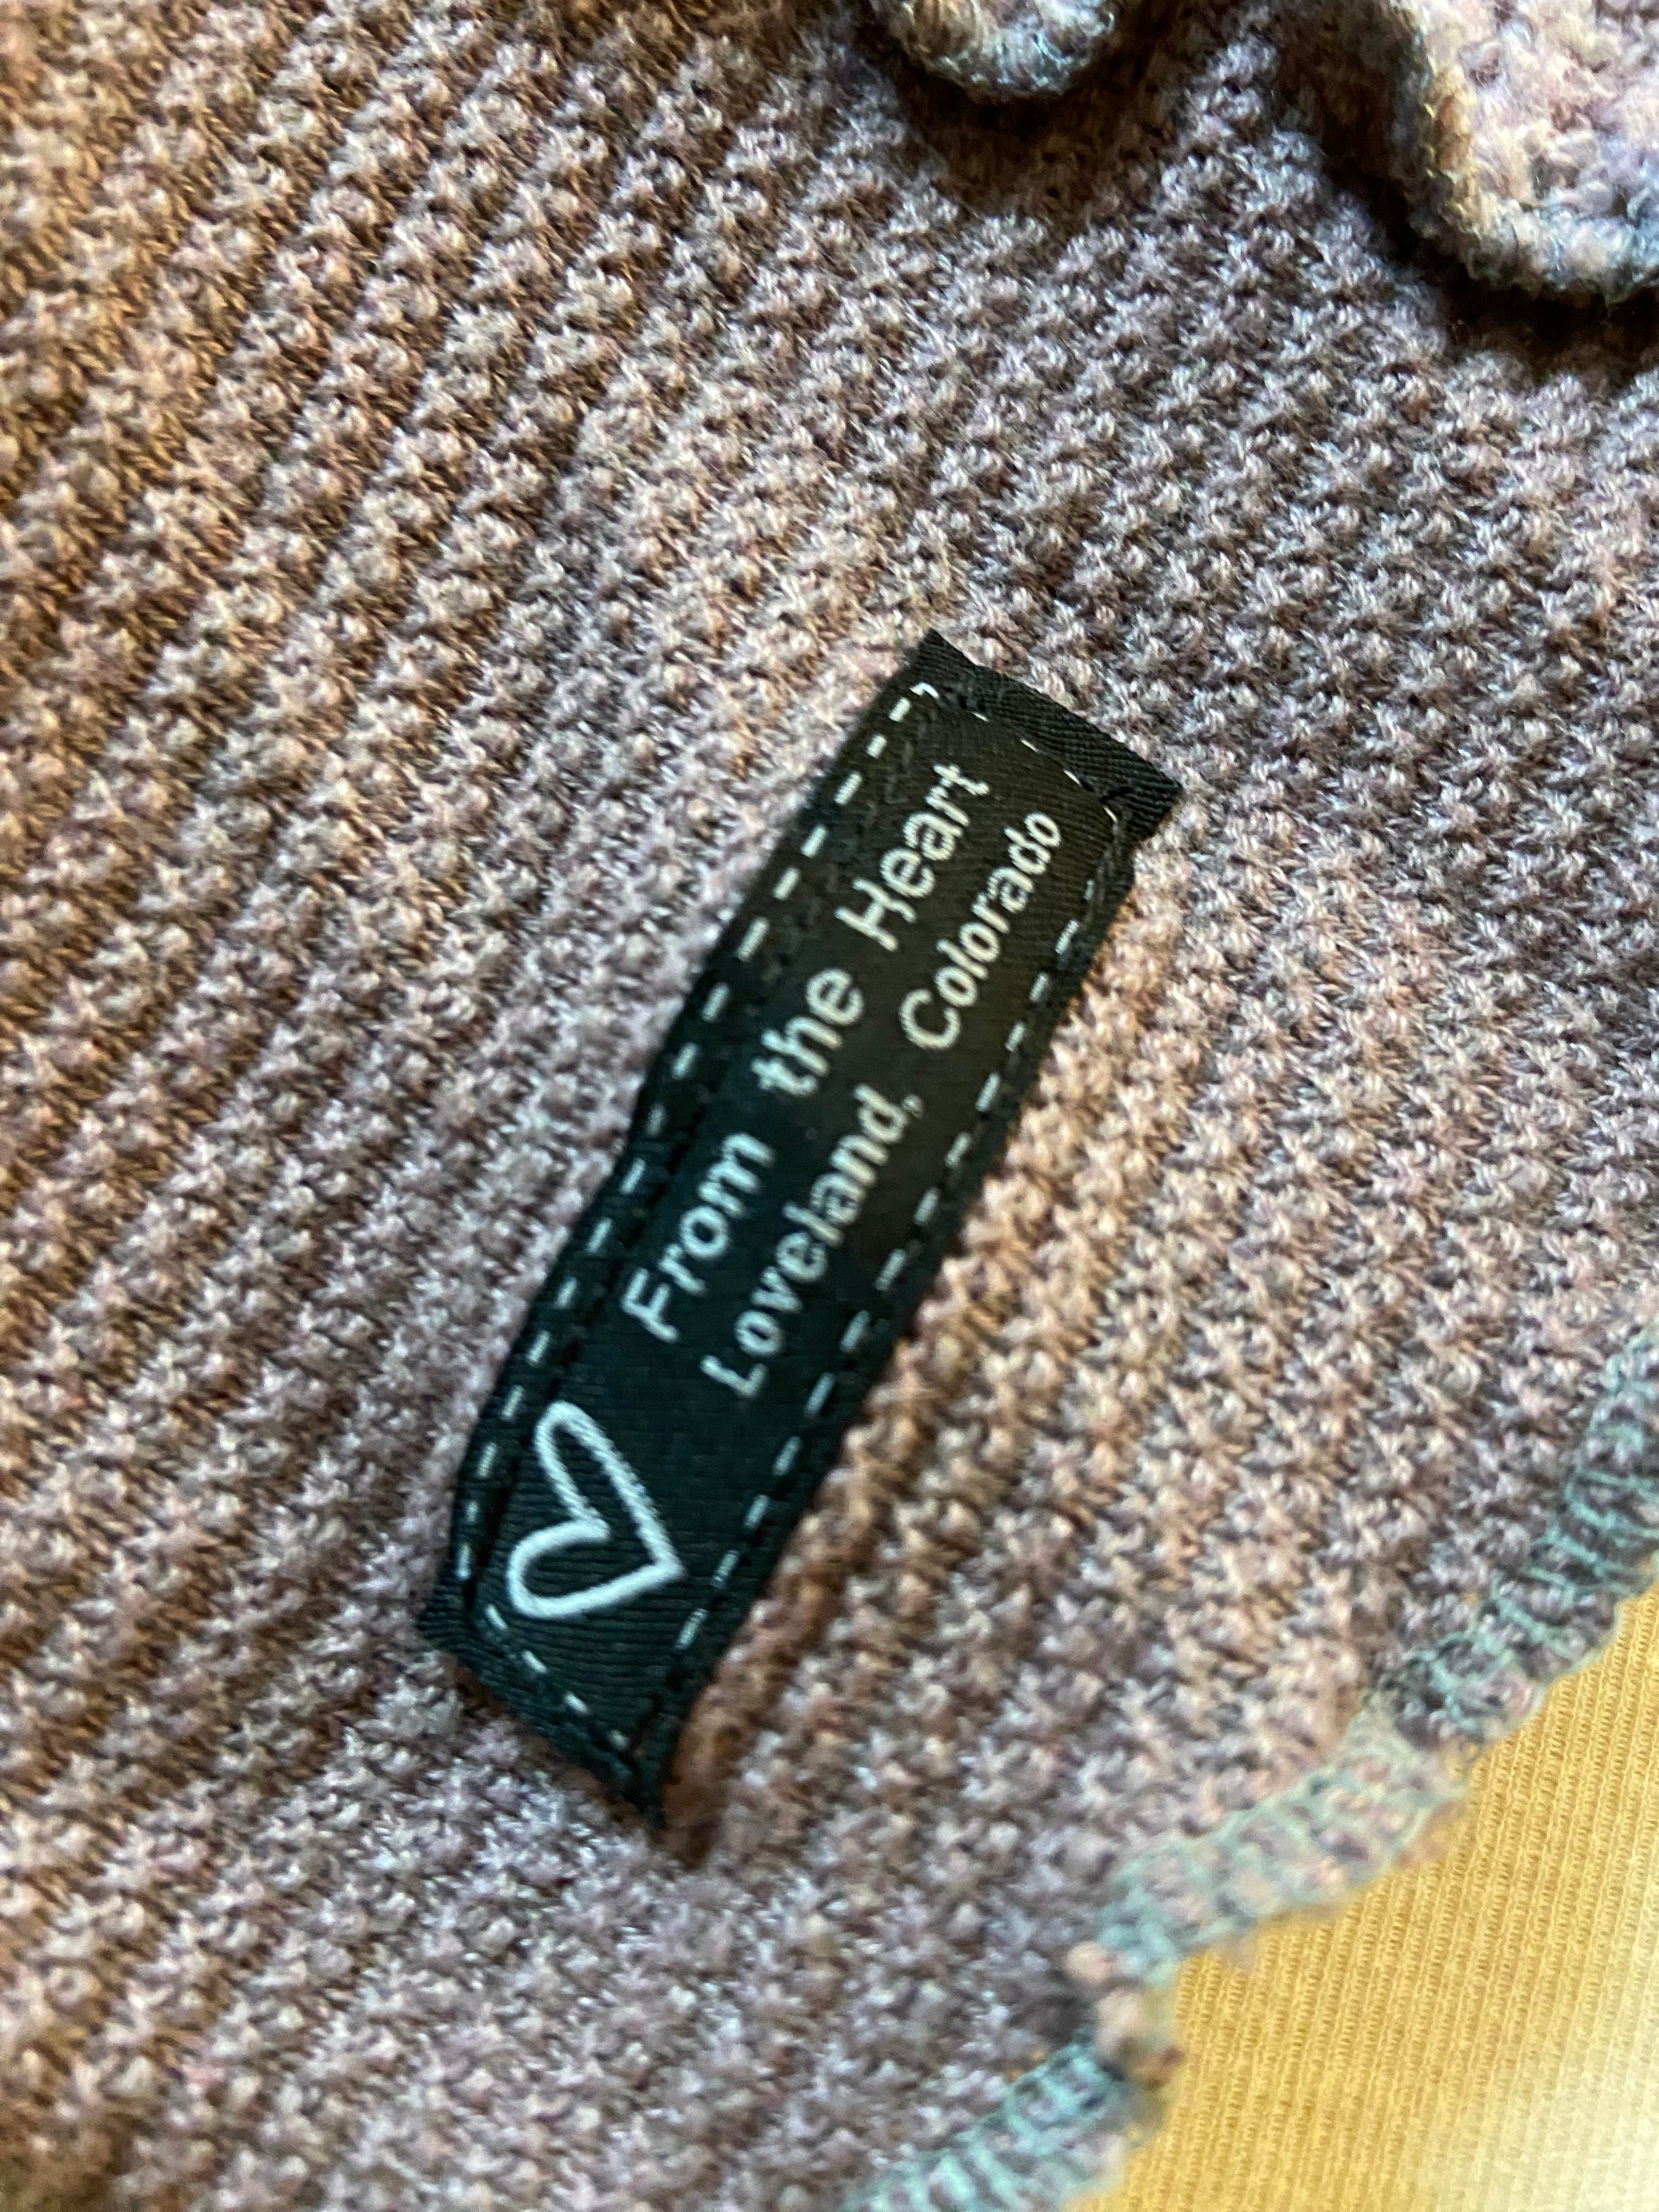 From the Heart
Loveland, Colorado